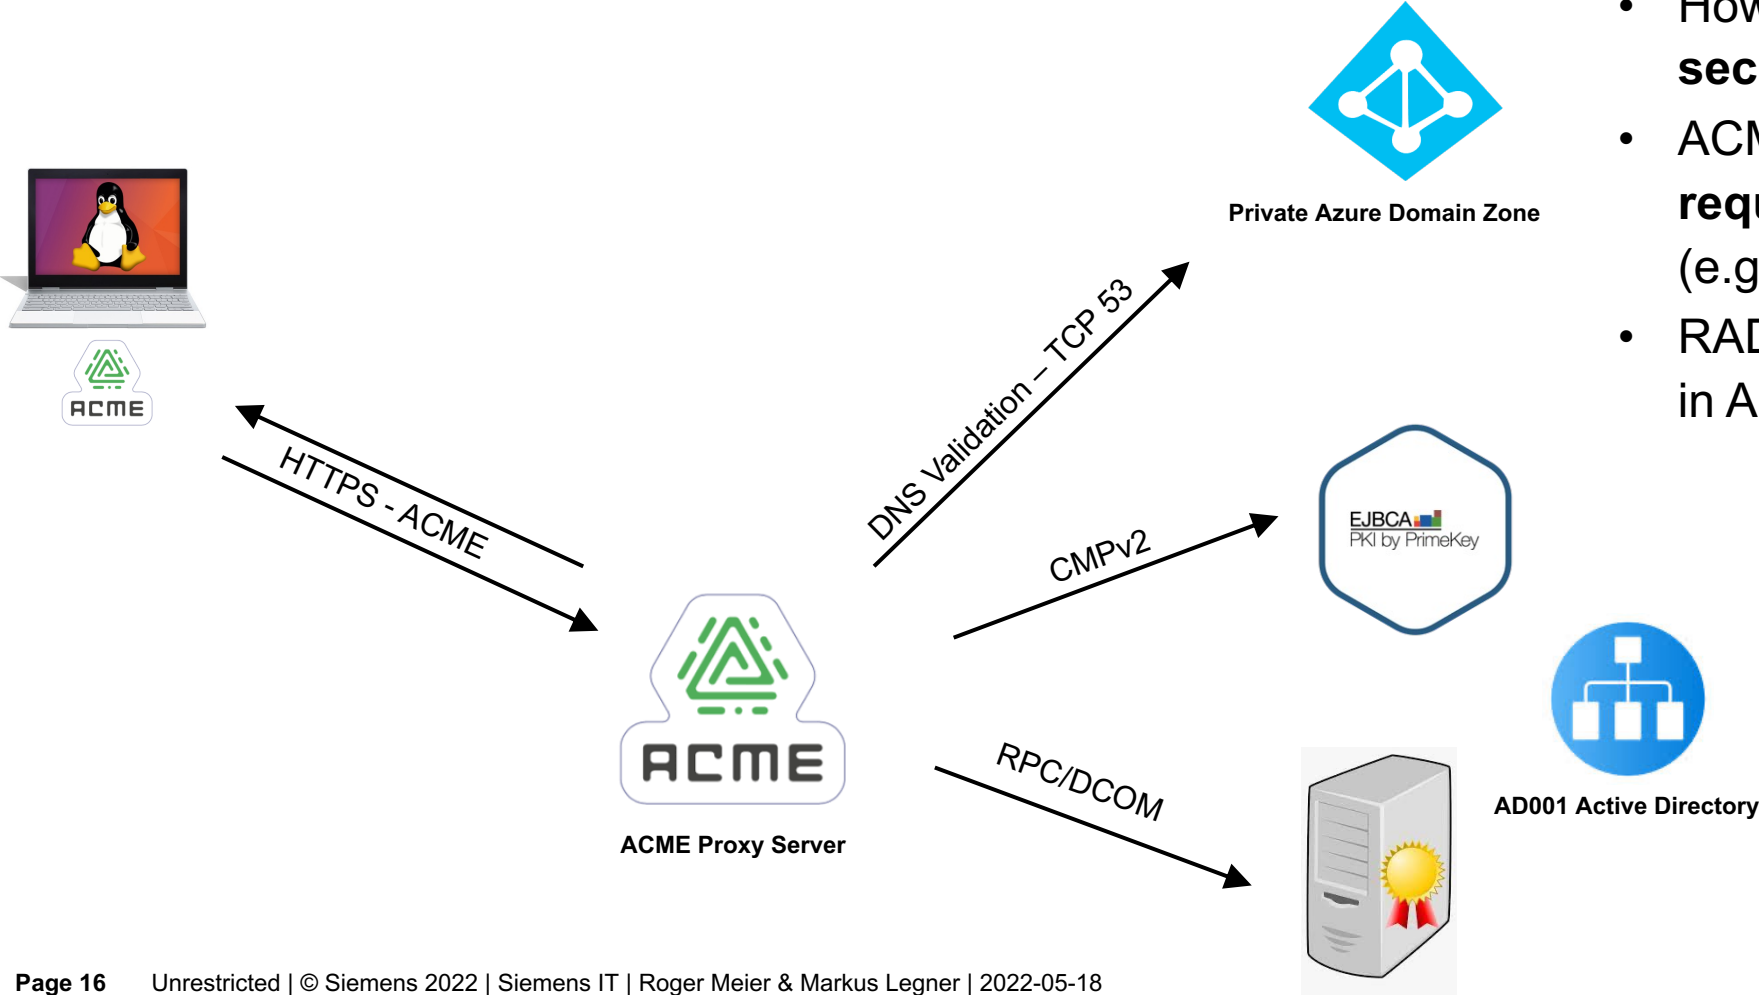 • How
sec
• ACM
requ
(e.g
• RAD
in A
Private Azure Domain Zone
ACME
HTTPS - ACME
DNS Validation – TCP 53
CMPv2
RPC/DCOM
EJBCA
PKI by PrimeKey
ACME
ACME Proxy Server
AD001 Active Directory
Page 16 Unrestricted | © Siemens 2022 | Siemens IT | Roger Meier & Markus Legner | 2022-05-18